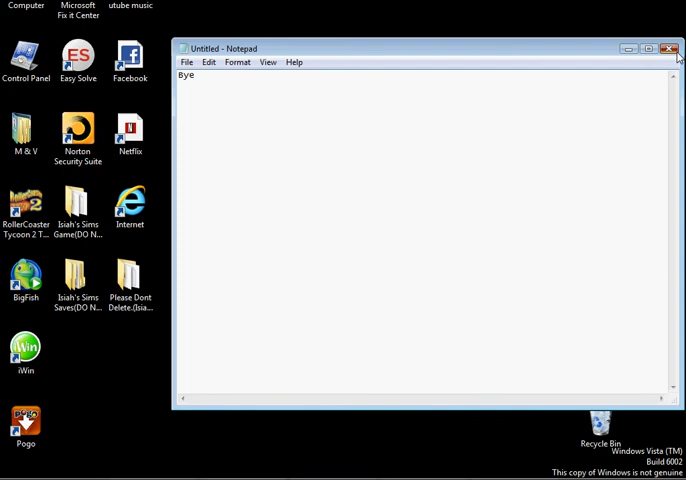 Computer
Microsoft
Fix it Center
utube music
Control Panel
ES
Easy Solve
Facebook
M & V
Norton
Security Suite
N
Netflix
RollerCoaster
Tycoon 2 T...
Isiah's Sims
Game(DO N...
Internet
BigFish
Isiah's Sims
Saves(DO N...
Please Dont
Delete.(Isia...
iWin
iWin
POGO
Pogo
Untitled - Notepad
File Edit Format View Help
Bye
Recycle Bin
Windows Vista (TM)
Build 6002
This copy of Windows is not genuine